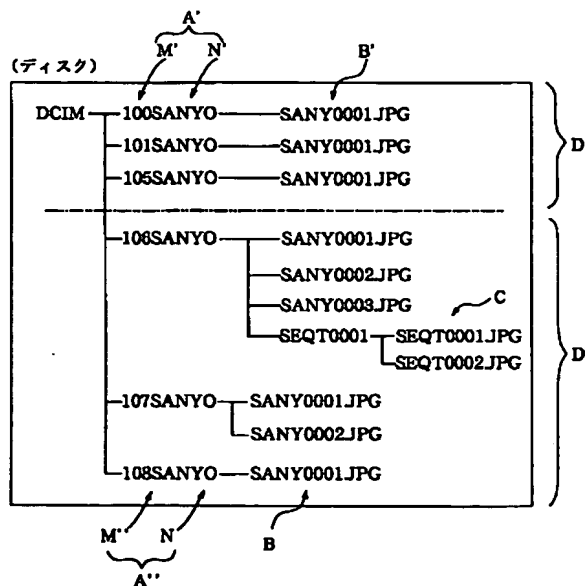 A'
M' N'
(ディスク)
B'
DCIM 100SANYO SANY0001.JPG
101SANYO SANY0001.JPG
105SANYO SANY0001.JPG
D
106SANYO SANY0001.JPG
SANY0002.JPG
SANY0003.JPG
C
SEQT0001 SEQT0001.JPG
SEQT0002.JPG
D
107SANYO SANY0001.JPG
SANY0002.JPG
108SANYO SANY0001.JPG
M'' N B
A''